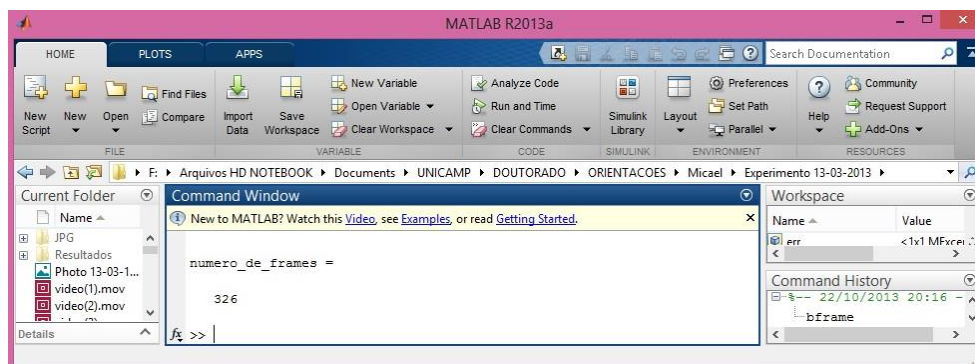 MATLAB R2013a
HOME PLOTS APPS Search Documentation
New Script
New
Open
Find Files
Compare
FILE
Import Data
Save Workspace
New Variable
Open Variable
Clear Workspace
VARIABLE
Analyze Code
Run and Time
Clear Commands
CODE
Simulink Library
SIMULINK
Layout
Preferences
Set Path
Parallel
ENVIRONMENT
Help
Community
Request Support
Add-Ons
RESOURCES
F: Arquivos HD NOTEBOOK Documents UNICAMP DOUTORADO ORIENTACOES Micael Experimento 13-03-2013
Current Folder
Name
JPG
Resultados
Photo 13-03-1...
video(1).mov
video(2).mov
Details
Command Window
New to MATLAB? Watch this Video, see Examples, or read Getting Started.
numero_de_frames =
326
fx >>
Workspace
Name Value
err <1x1 MExcei
Command History
%-- 22/10/2013 20:16 -
bframe